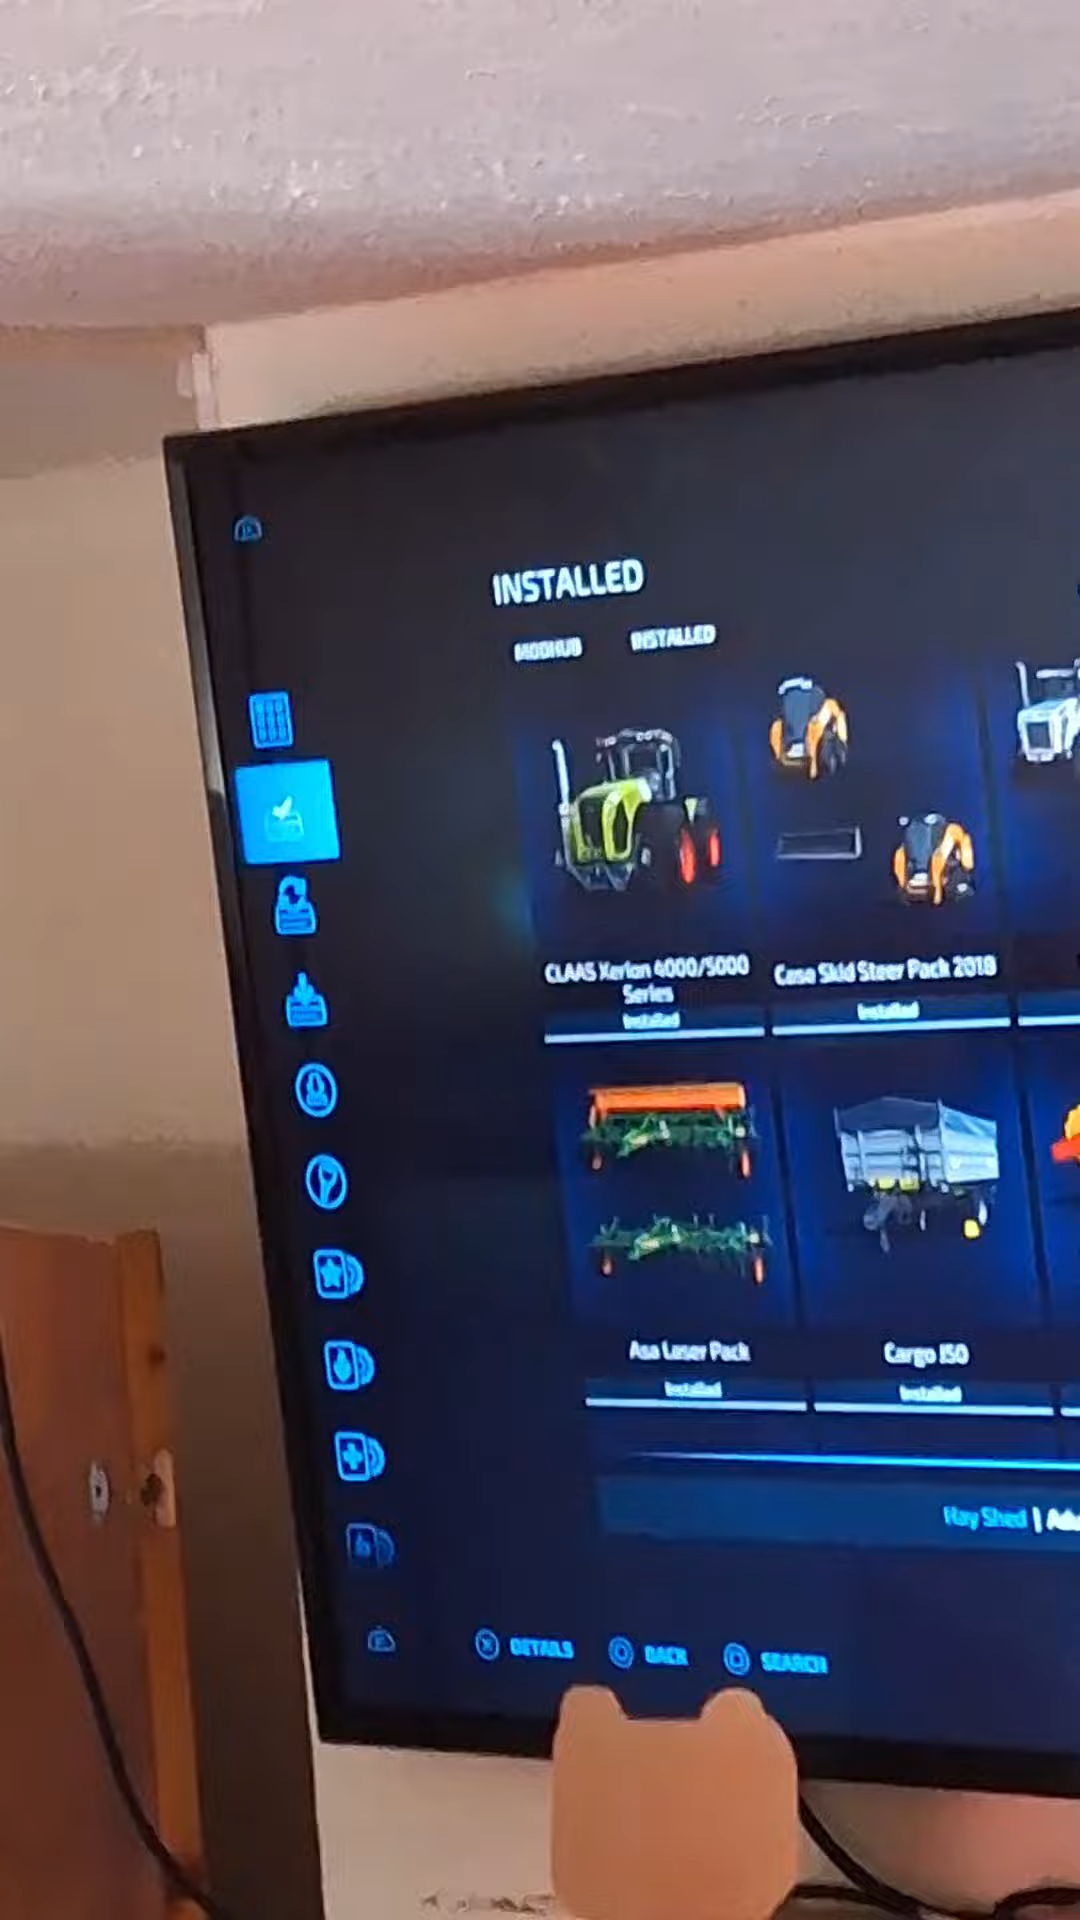 INSTALLED
MODHUB INSTALLED
CLAAS Xerion 4000/5000
Series
Installed
Case Skid Steer Pack 2018
Installed
Asa Laser Pack
Installed
Cargo 150
Installed
Hay Shed |
DETAILS BACK SEARCH